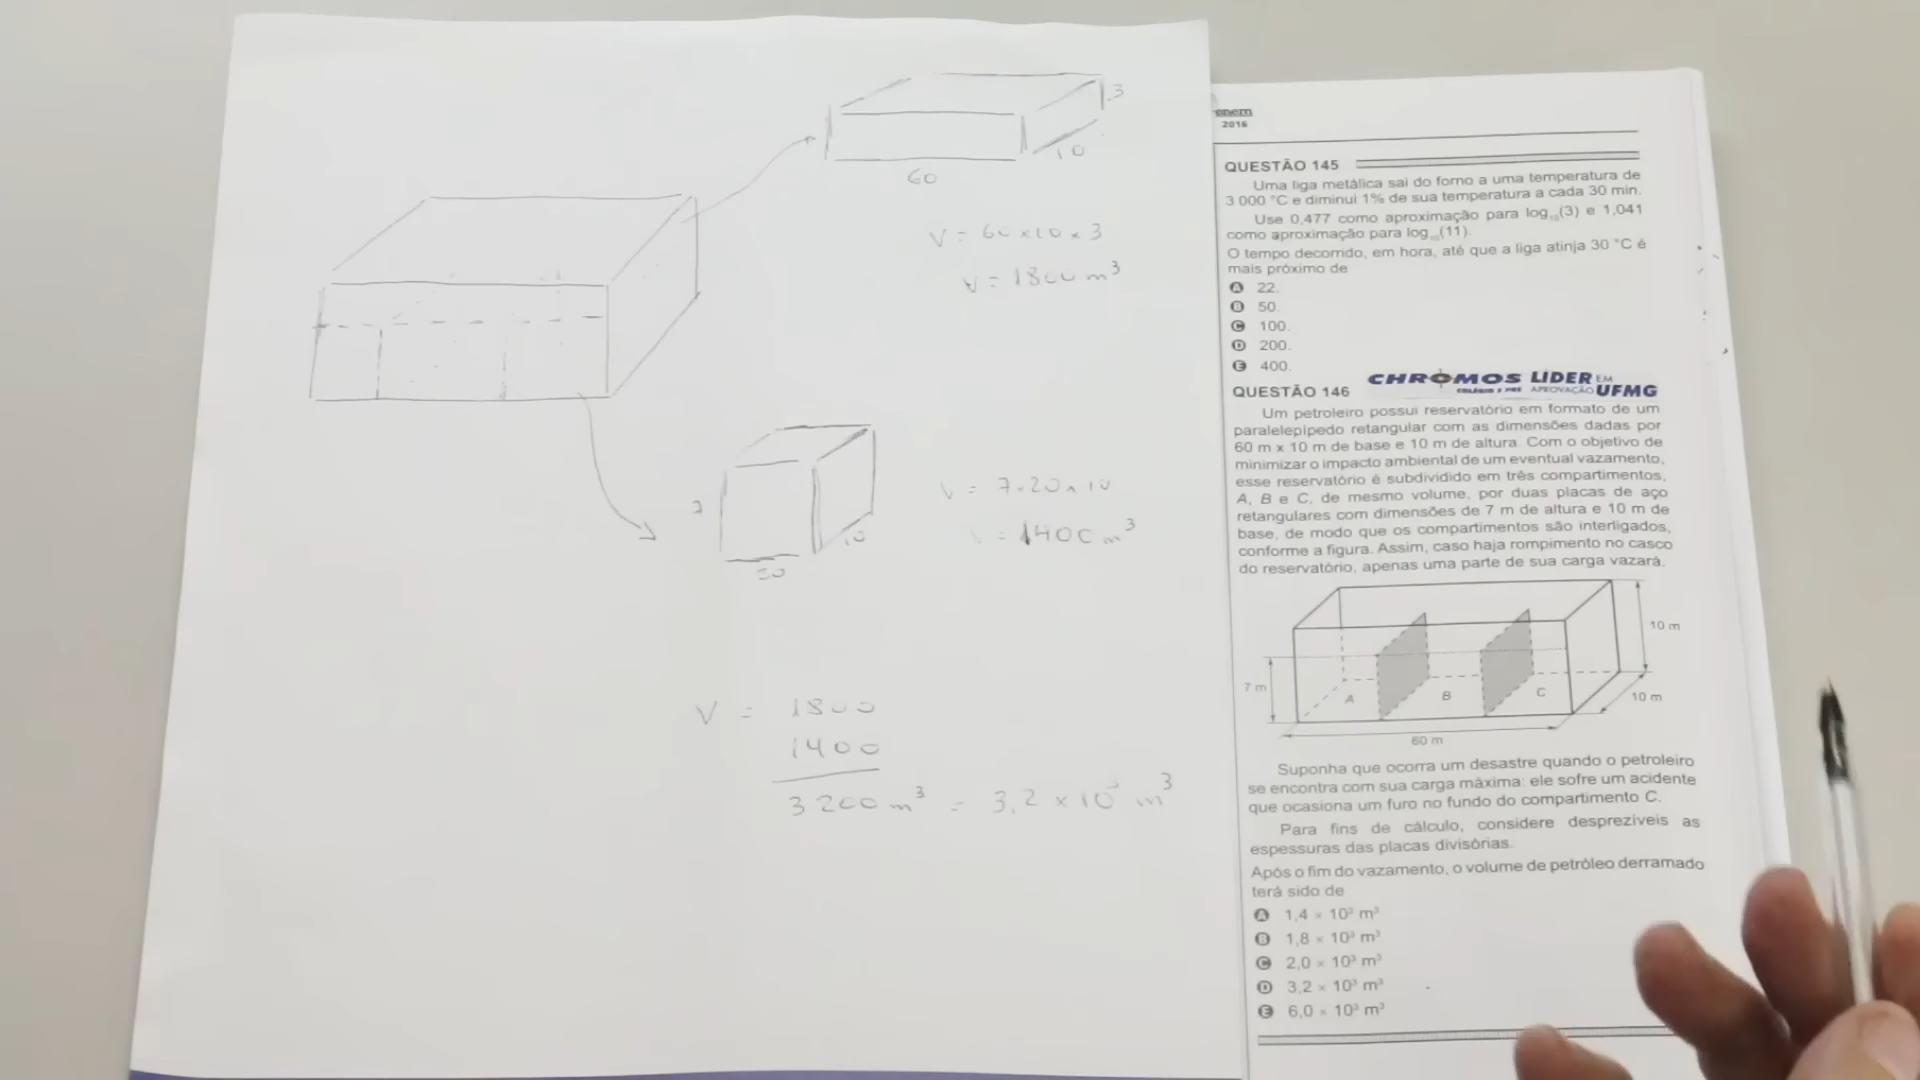 3
10
60
V = 60 x 10 x 3
V = 1800 m³
7
10
20
V = 7.20 x 10
V = 1400 m³
V = 1800
1400
3 200 m³ = 3,2 x 10³ m³
enem
2016
QUESTÃO 145
Uma liga metálica sai do forno a uma temperatura de
3 000 °C e diminui 1% de sua temperatura a cada 30 min.
Use 0,477 como aproximação para log₁₀(3) e 1,041
como aproximação para log₁₀(11).
O tempo decorrido, em hora, até que a liga atinja 30 °C é
mais próximo de
A 22.
B 50.
C 100.
D 200.
E 400.
CHROMOS LÍDER EM
COLÉGIO E PRÉ APROVAÇÃO UFMG
QUESTÃO 146
Um petroleiro possui reservatório em formato de um
paralelepípedo retangular com as dimensões dadas por
60 m x 10 m de base e 10 m de altura. Com o objetivo de
minimizar o impacto ambiental de um eventual vazamento,
esse reservatório é subdividido em três compartimentos,
A, B e C, de mesmo volume, por duas placas de aço
retangulares com dimensões de 7 m de altura e 10 m de
base, de modo que os compartimentos são interligados,
conforme a figura. Assim, caso haja rompimento no casco
do reservatório, apenas uma parte de sua carga vazará.
10 m
7 m
A
B
C
10 m
60 m
Suponha que ocorra um desastre quando o petroleiro
se encontra com sua carga máxima: ele sofre um acidente
que ocasiona um furo no fundo do compartimento C.
Para fins de cálculo, considere desprezíveis as
espessuras das placas divisórias.
Após o fim do vazamento, o volume de petróleo derramado
terá sido de
A 1,4 × 10³ m³
B 1,8 × 10³ m³
C 2,0 × 10³ m³
D 3,2 × 10³ m³
E 6,0 × 10³ m³